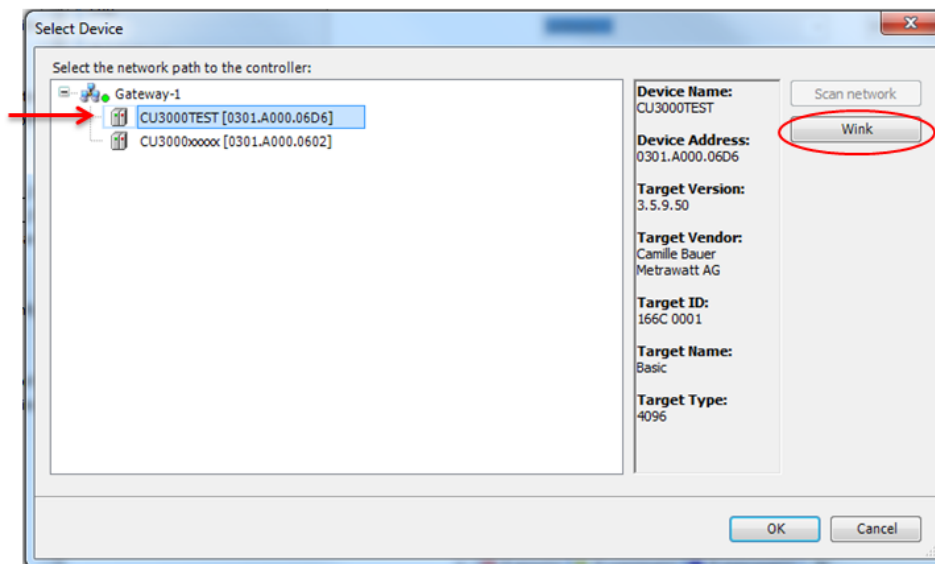 Select Device
Select the network path to the controller:
Gateway-1
CU3000TEST [0301.A000.06D6]
CU3000xxxxx [0301.A000.0602]
Device Name:
CU3000TEST
Device Address:
0301.A000.06D6
Target Version:
3.5.9.50
Target Vendor:
Camille Bauer
Metrawatt AG
Target ID:
166C 0001
Target Name:
Basic
Target Type:
4096
Scan network
Wink
OK
Cancel